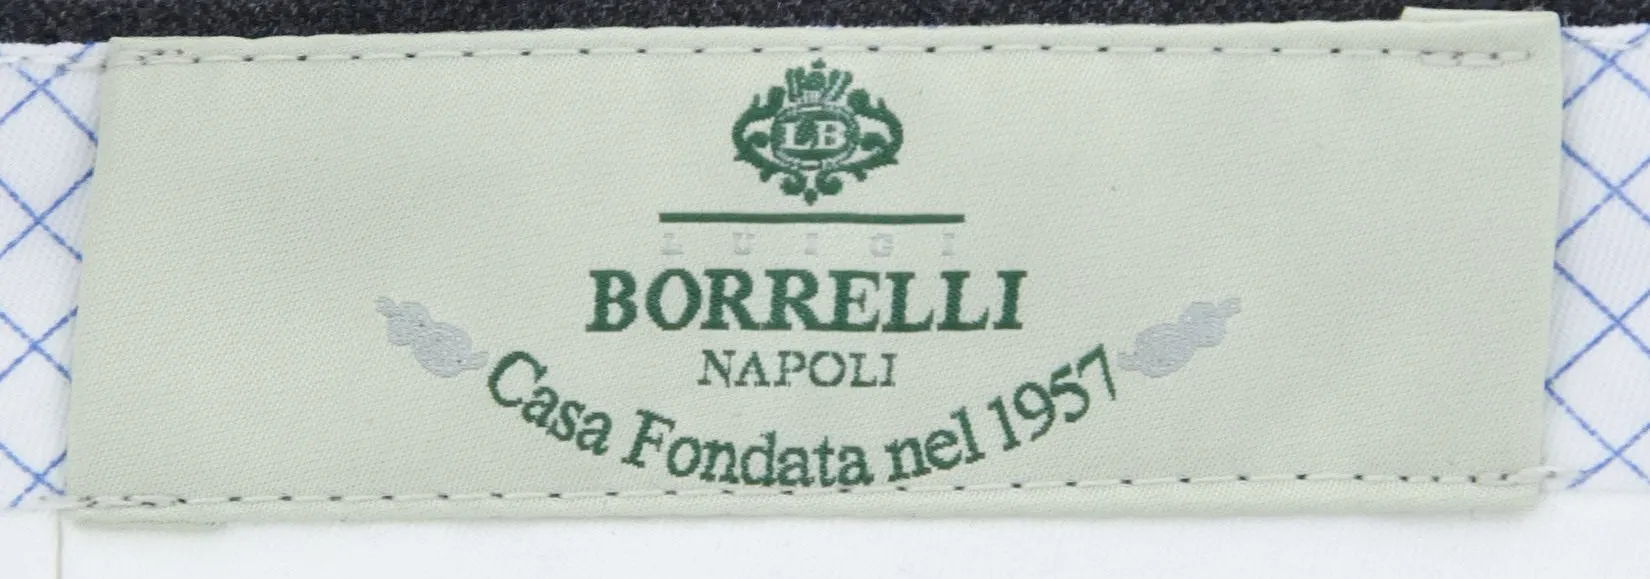 LB
LUIGI
BORRELLI
NAPOLI
Casa Fondata nel 1957